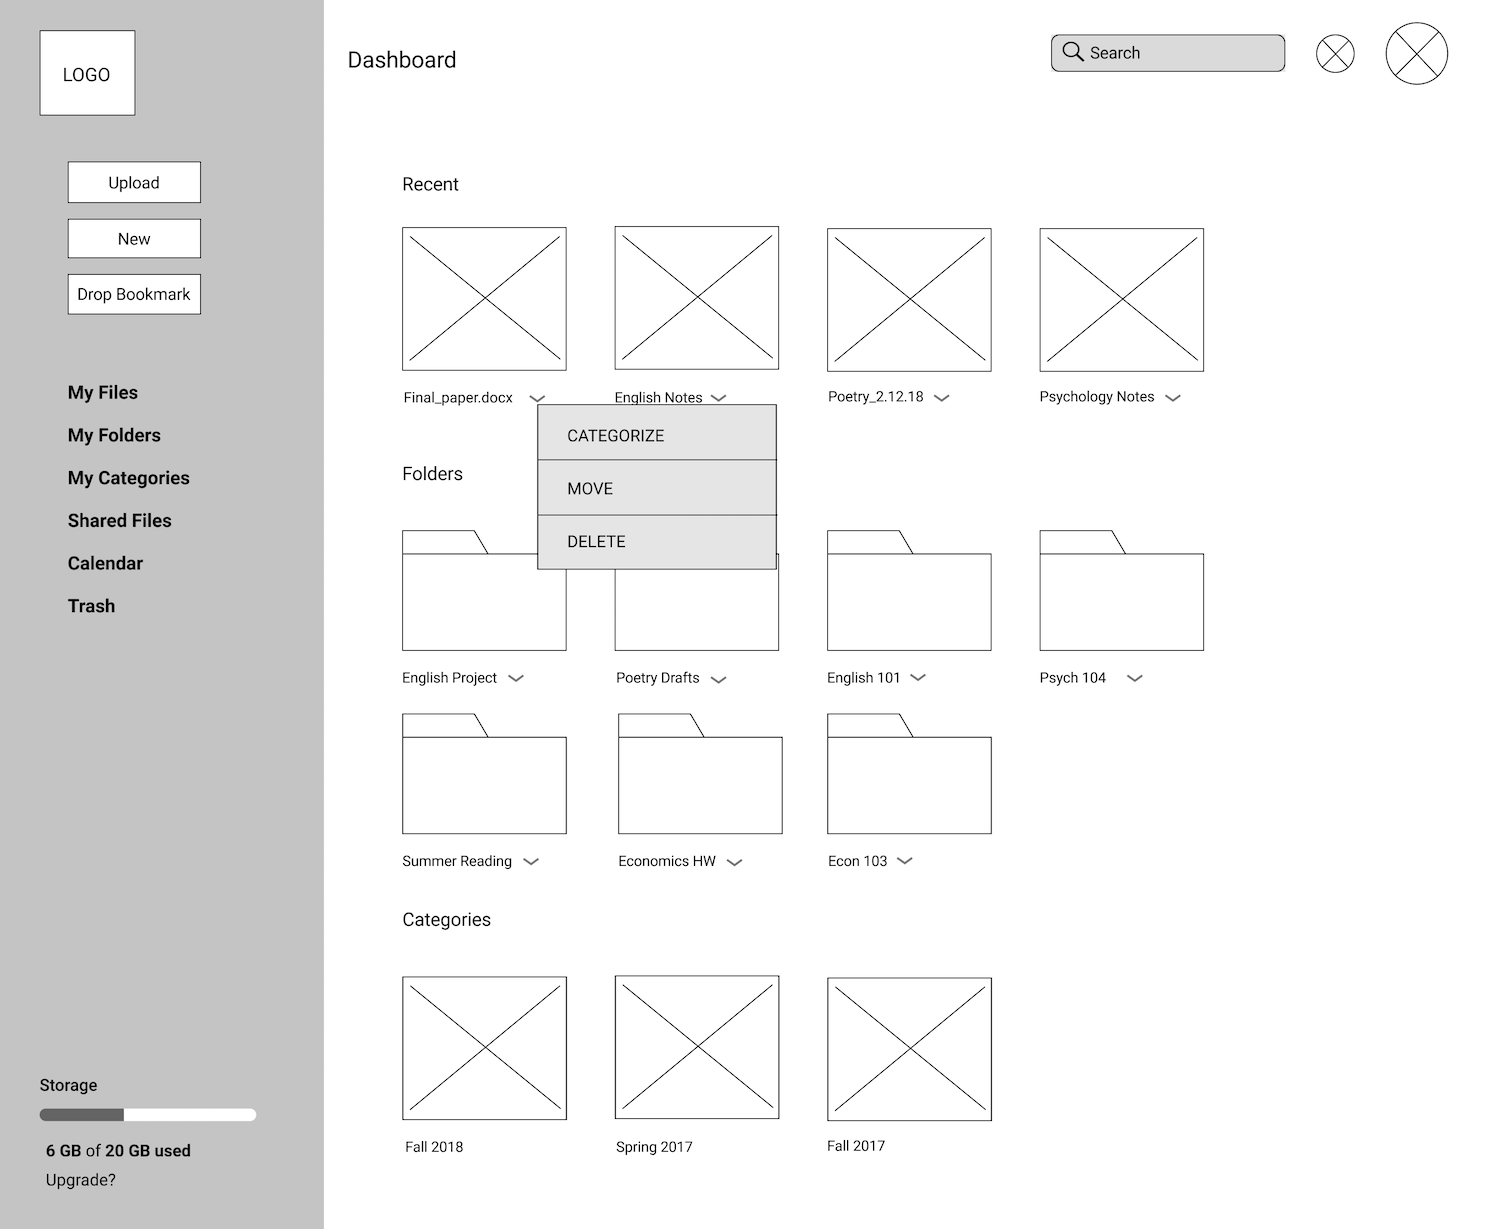 LOGO
Upload
New
Drop Bookmark
My Files
My Folders
My Categories
Shared Files
Calendar
Trash
Storage
6 GB of 20 GB used
Upgrade?
Dashboard
Search
Recent
Final_paper.docx
English Notes
Poetry_2.12.18
Psychology Notes
CATEGORIZE
MOVE
DELETE
Folders
English Project
Poetry Drafts
English 101
Psych 104
Summer Reading
Economics HW
Econ 103
Categories
Fall 2018
Spring 2017
Fall 2017